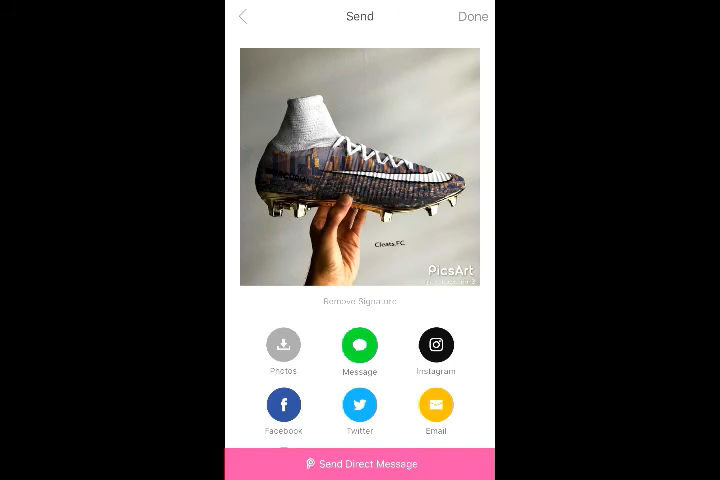 Send
Done
Cleats.FC
PicsArt
Remove Signature
Photos
Message
Instagram
Facebook
Twitter
Email
Send Direct Message